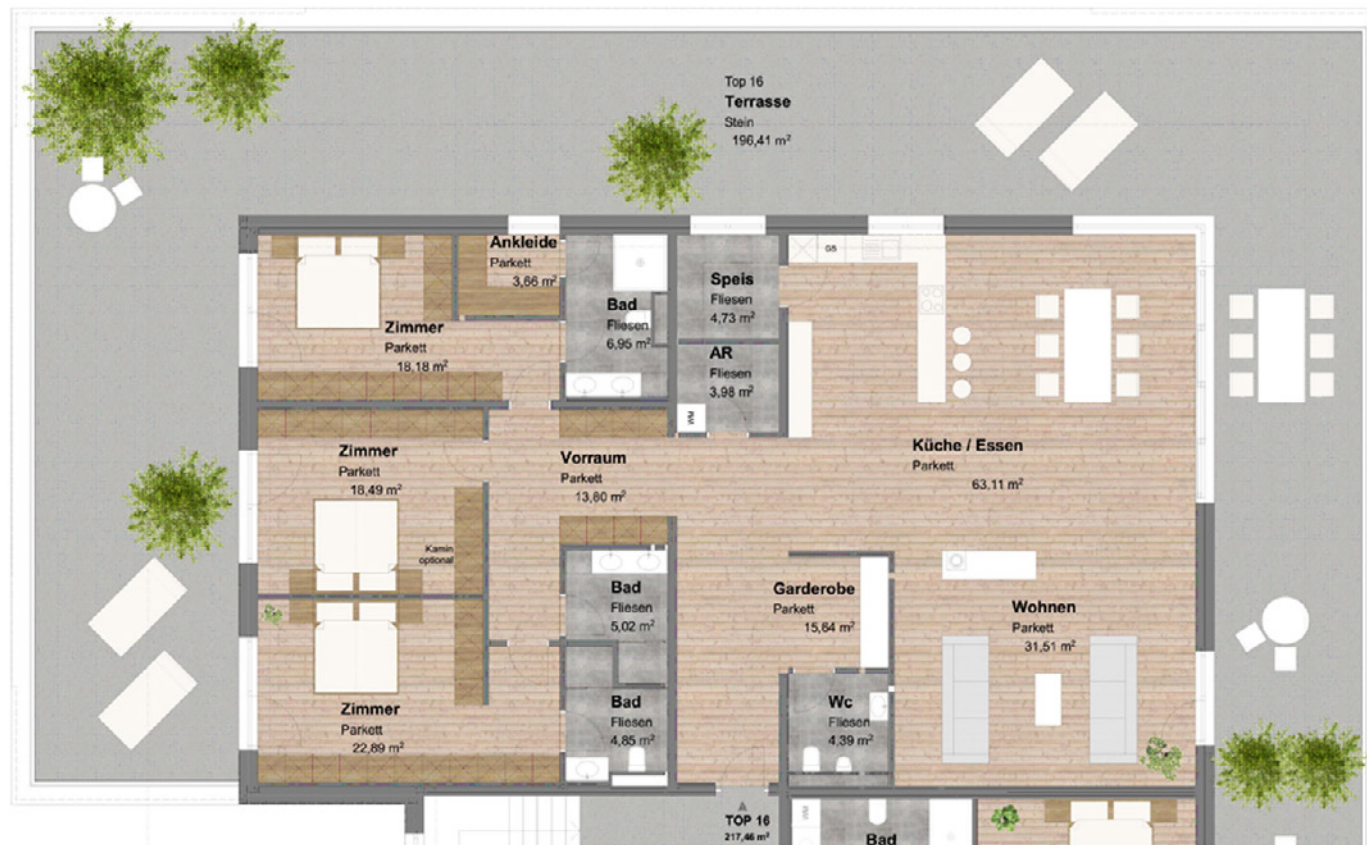 Top 16
Terrasse
Stein
196,41 m²
Ankleide
Parkett
3,66 m²
Bad
Fliesen
6,95 m²
Speis
Fliesen
4,73 m²
GS
Zimmer
Parkett
18,18 m²
AR
Fliesen
3,98 m²
WM
Zimmer
Parkett
18,49 m²
Kamin
optional
Vorraum
Parkett
13,80 m²
Küche / Essen
Parkett
63,11 m²
Bad
Fliesen
5,02 m²
Garderobe
Parkett
15,64 m²
Wohnen
Parkett
31,51 m²
Zimmer
Parkett
22,89 m²
Bad
Fliesen
4,85 m²
Wc
Fliesen
4,39 m²
TOP 16
217,46 m²
WM
Bad